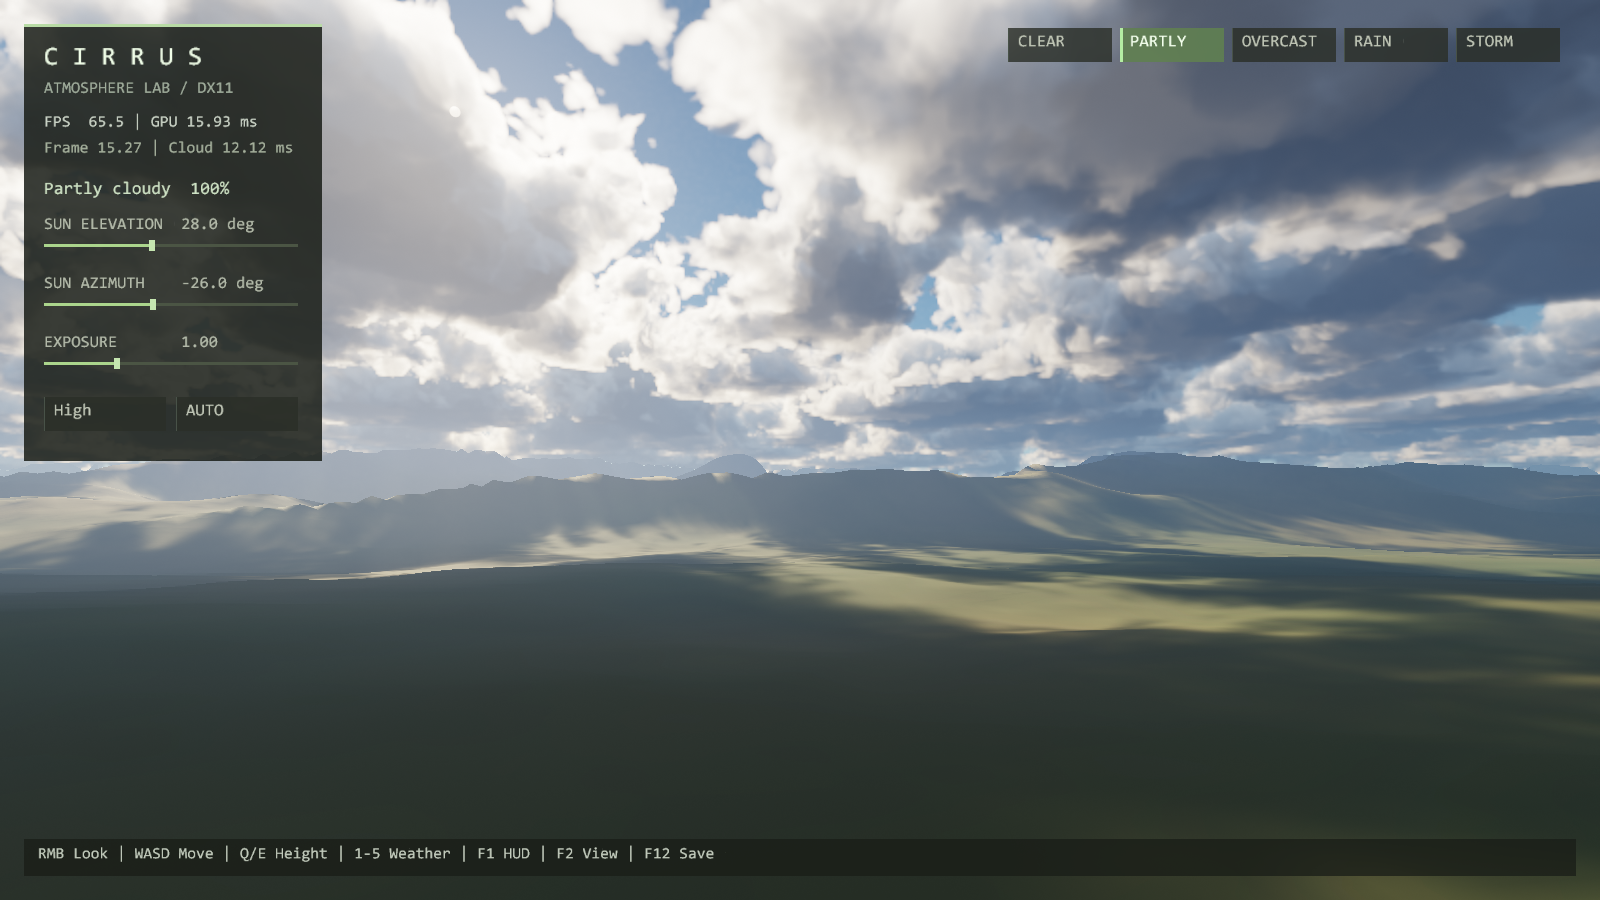 CIRRUS
ATMOSPHERE LAB / DX11
FPS  65.5 | GPU 15.93 ms
Frame 15.27 | Cloud 12.12 ms
Partly cloudy  100%
SUN ELEVATION  28.0 deg
SUN AZIMUTH  -26.0 deg
EXPOSURE  1.00
High  AUTO
CLEAR  PARTLY  OVERCAST  RAIN  STORM
RMB Look | WASD Move | Q/E Height | 1-5 Weather | F1 HUD | F2 View | F12 Save